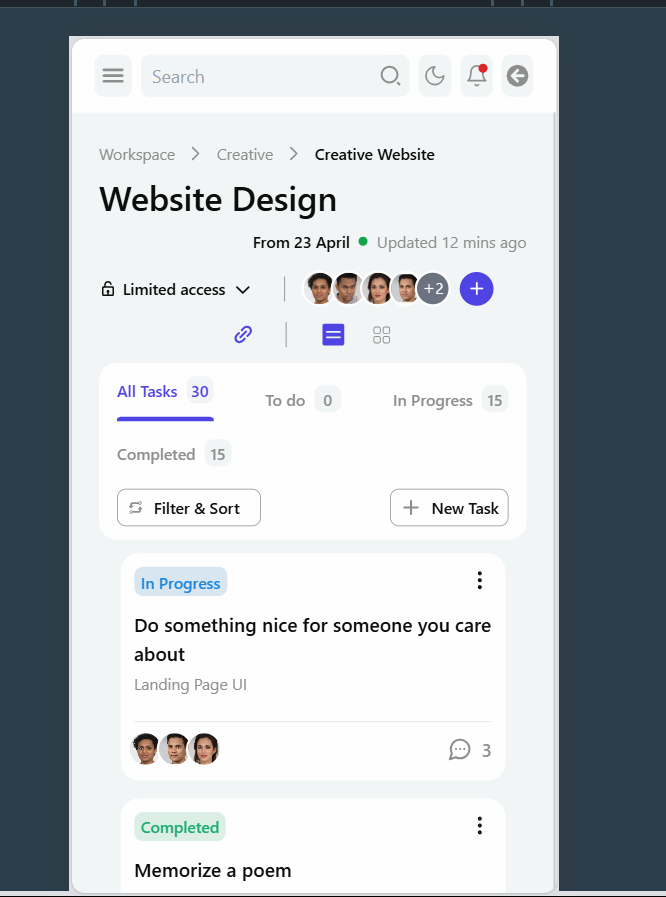 Search
Workspace Creative Creative Website
Website Design
From 23 April Updated 12 mins ago
Limited access +2
All Tasks 30 To do 0 In Progress 15
Completed 15
Filter & Sort New Task
In Progress
Do something nice for someone you care
about
Landing Page UI
3
Completed
Memorize a poem